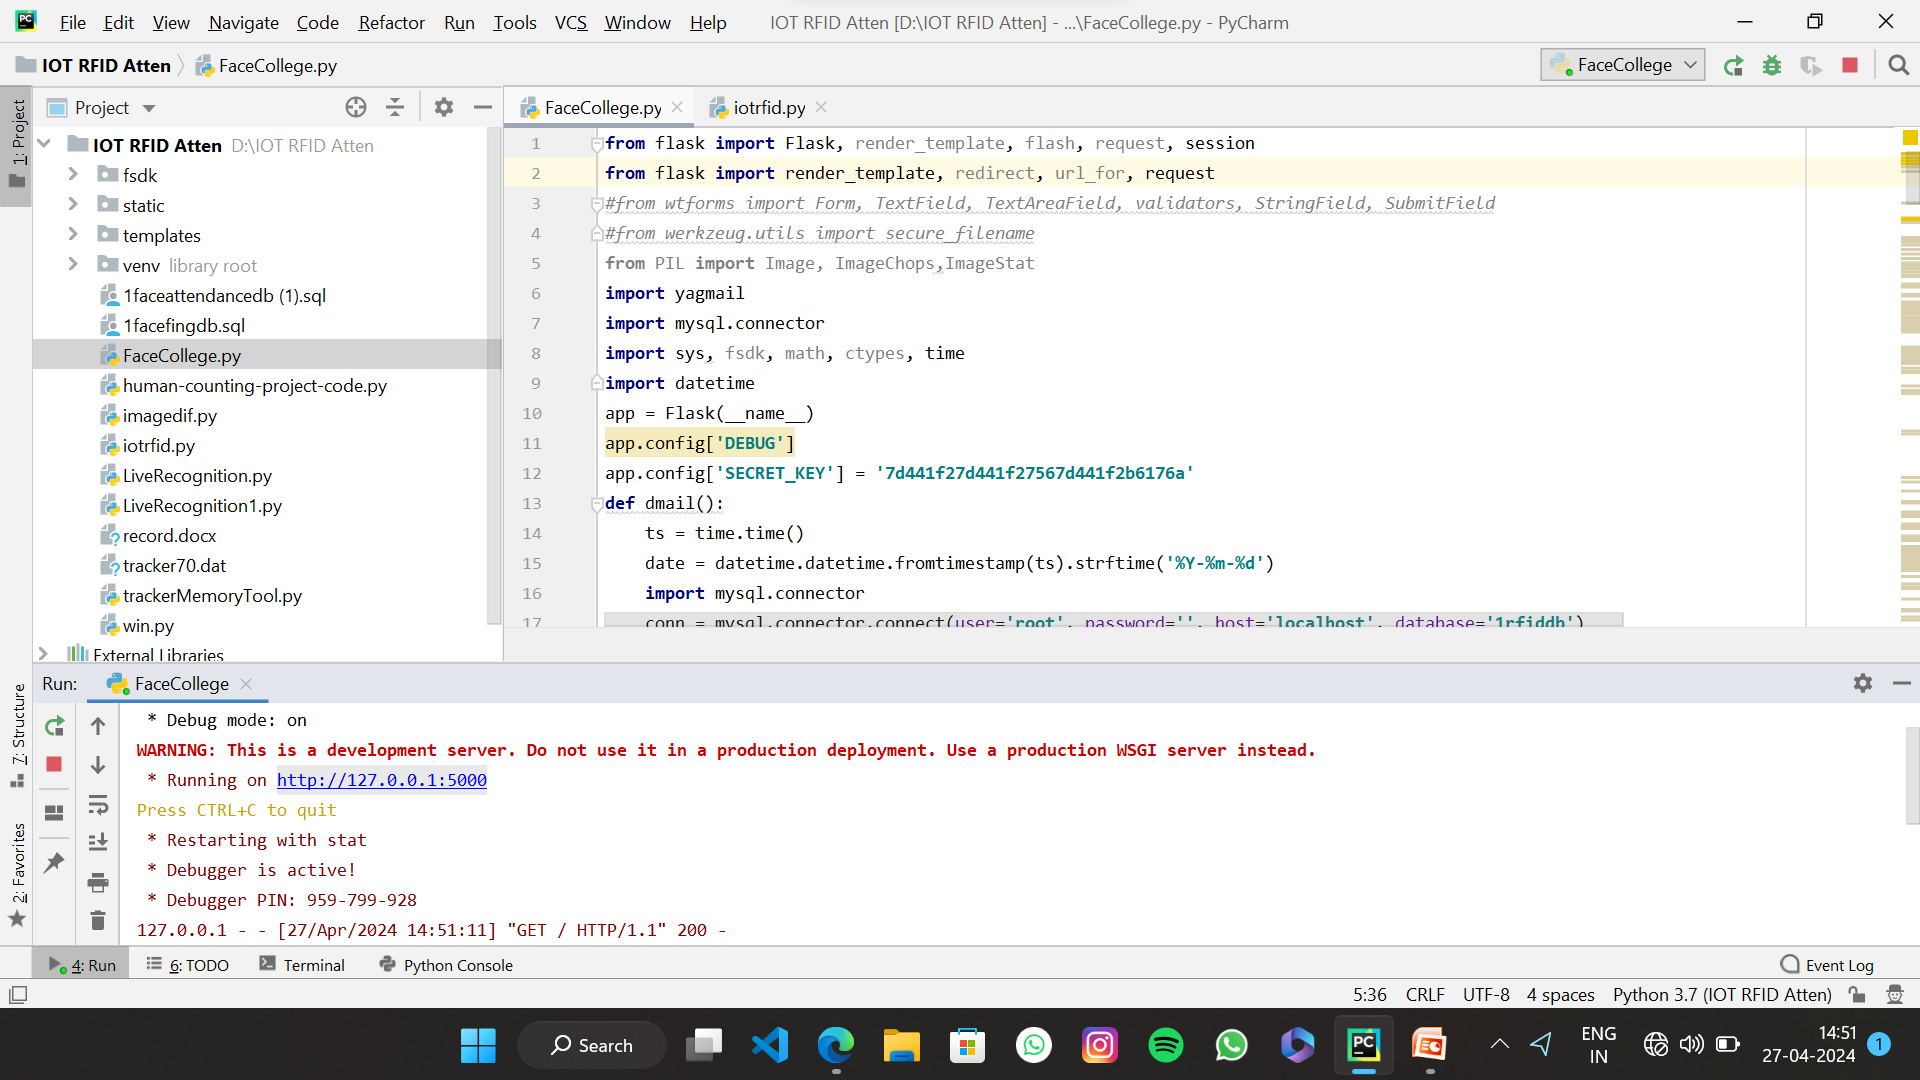 File Edit View Navigate Code Refactor Run Tools VCS Window Help IOT RFID Atten [D:\IOT RFID Atten] - ...\FaceCollege.py - PyCharm
IOT RFID Atten FaceCollege.py FaceCollege
1: Project
Project
FaceCollege.py iotrfid.py
IOT RFID Atten D:\IOT RFID Atten
fsdk
static
templates
venv library root
1faceattendancedb (1).sql
1facefingdb.sql
FaceCollege.py
human-counting-project-code.py
imagedif.py
iotrfid.py
LiveRecognition.py
LiveRecognition1.py
record.docx
tracker70.dat
trackerMemoryTool.py
win.py
External Libraries
1 from flask import Flask, render_template, flash, request, session
2 from flask import render_template, redirect, url_for, request
3 #from wtforms import Form, TextField, TextAreaField, validators, StringField, SubmitField
4 #from werkzeug.utils import secure_filename
5 from PIL import Image, ImageChops,ImageStat
6 import yagmail
7 import mysql.connector
8 import sys, fsdk, math, ctypes, time
9 import datetime
10 app = Flask(__name__)
11 app.config['DEBUG']
12 app.config['SECRET_KEY'] = '7d441f27d441f27567d441f2b6176a'
13 def dmail():
14 ts = time.time()
15 date = datetime.datetime.fromtimestamp(ts).strftime('%Y-%m-%d')
16 import mysql.connector
17 conn = mysql.connector.connect(user='root', password='', host='localhost', database='1rfiddb')
Run: FaceCollege
7: Structure
2: Favorites
* Debug mode: on
WARNING: This is a development server. Do not use it in a production deployment. Use a production WSGI server instead.
* Running on http://127.0.0.1:5000
Press CTRL+C to quit
* Restarting with stat
* Debugger is active!
* Debugger PIN: 959-799-928
127.0.0.1 - - [27/Apr/2024 14:51:11] "GET / HTTP/1.1" 200 -
4: Run 6: TODO Terminal Python Console Event Log
5:36 CRLF UTF-8 4 spaces Python 3.7 (IOT RFID Atten)
Search
ENG
IN
14:51
27-04-2024
1